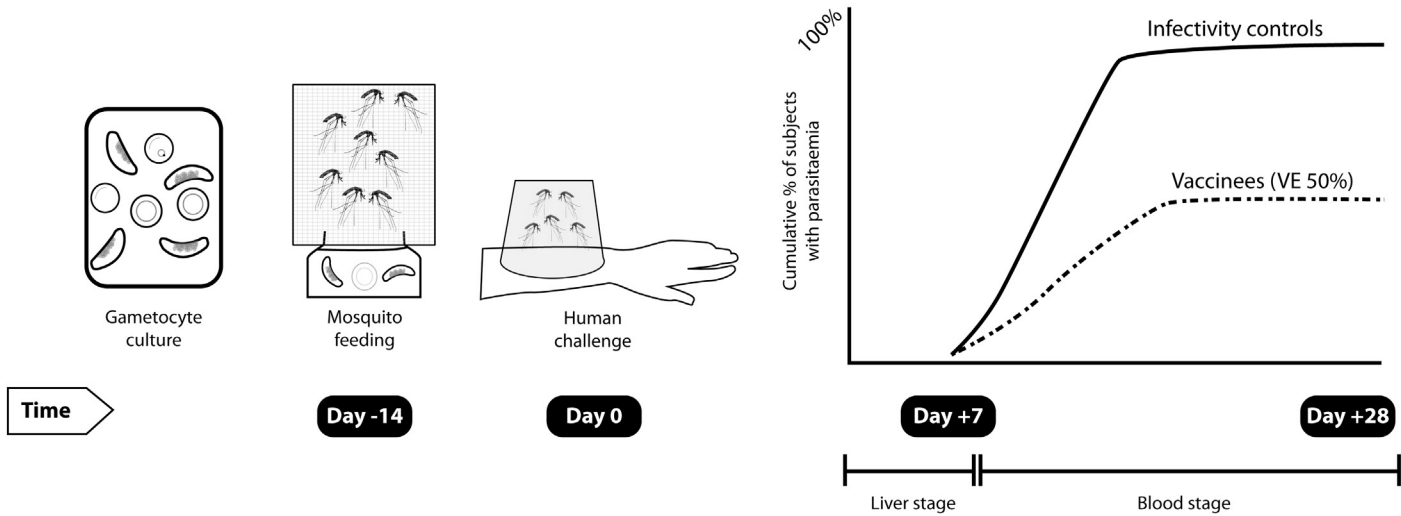 Gametocyte
culture
Mosquito
feeding
Human
challenge
100%
Cumulative % of subjects
with parasitaemia
Infectivity controls
Vaccinees (VE 50%)
Time
Day -14
Day 0
Day +7
Day +28
Liver stage
Blood stage